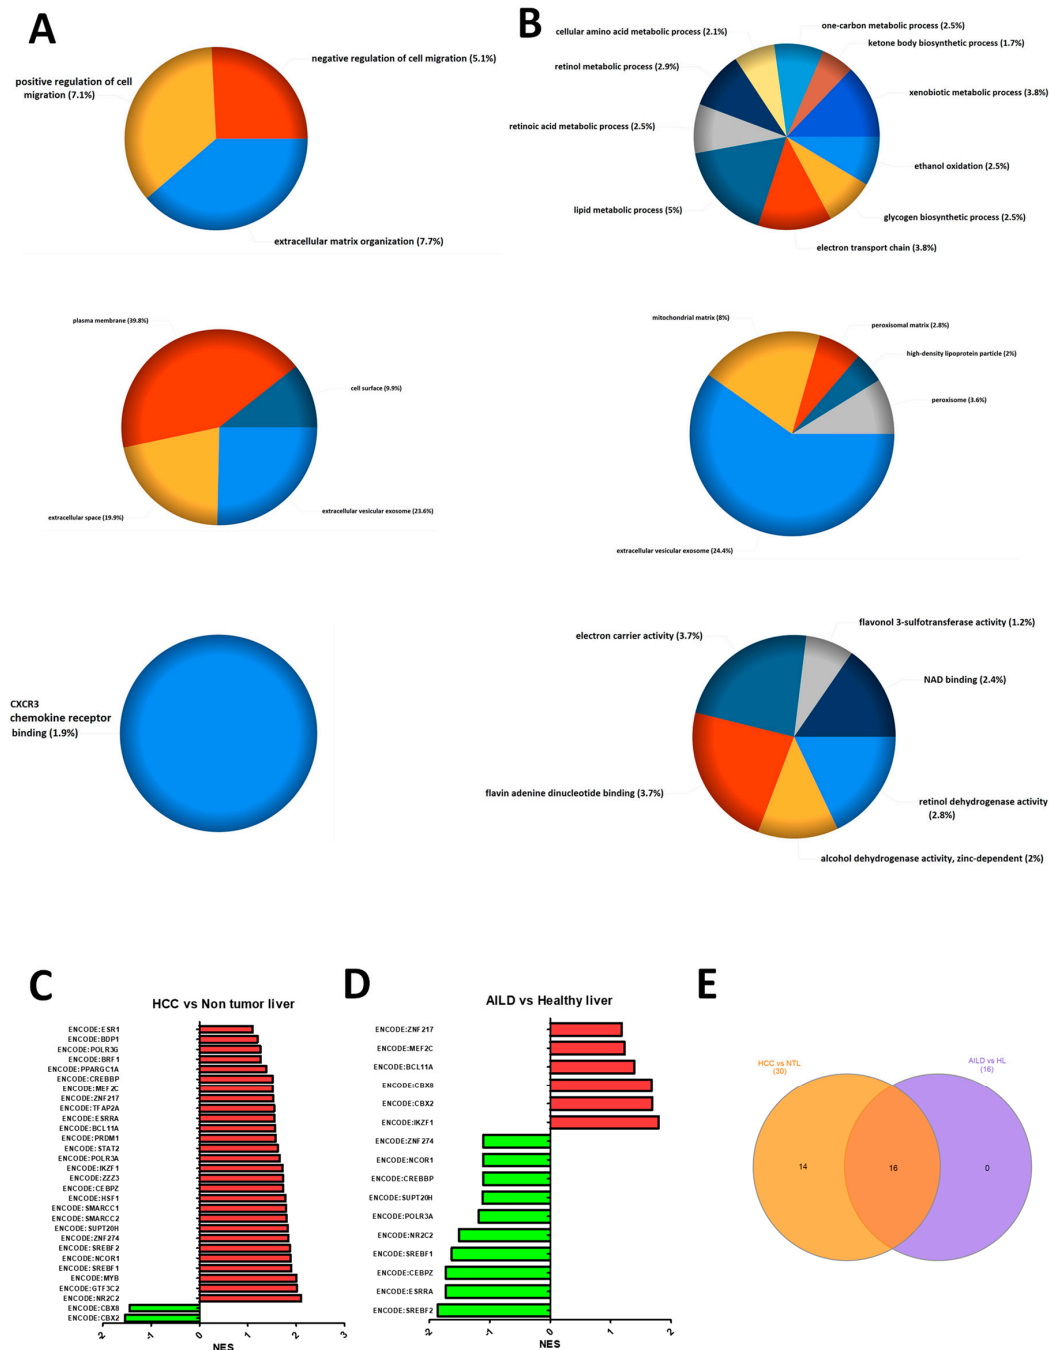 A
B
negative regulation of cell migration (5.1%)
positive regulation of cell
migration (7.1%)
extracellular matrix organization (7.7%)
one-carbon metabolic process (2.5%)
cellular amino acid metabolic process (2.1%)
ketone body biosynthetic process (1.7%)
retinol metabolic process (2.9%)
xenobiotic metabolic process (3.8%)
retinoic acid metabolic process (2.5%)
ethanol oxidation (2.5%)
lipid metabolic process (5%)
glycogen biosynthetic process (2.5%)
electron transport chain (3.8%)
plasma membrane (39.8%)
cell surface (9.9%)
extracellular space (19.9%)
extracellular vesicular exosome (23.6%)
mitochondrial matrix (8%)
peroxisomal matrix (2.8%)
high-density lipoprotein particle (2%)
peroxisome (3.6%)
extracellular vesicular exosome (24.4%)
CXCR3
chemokine receptor
binding (1.9%)
flavonol 3-sulfotransferase activity (1.2%)
electron carrier activity (3.7%)
NAD binding (2.4%)
flavin adenine dinucleotide binding (3.7%)
retinol dehydrogenase activity
(2.8%)
alcohol dehydrogenase activity, zinc-dependent (2%)
C
HCC vs Non tumor liver
ENCODE:ESR1
ENCODE:BDP1
ENCODE:POLR3G
ENCODE:BRF1
ENCODE:PPARGC1A
ENCODE:CREBBP
ENCODE:MEF2C
ENCODE:ZNF217
ENCODE:TFAP2A
ENCODE:ESRRA
ENCODE:BCL11A
ENCODE:PRDM1
ENCODE:STAT2
ENCODE:POLR3A
ENCODE:IKZF1
ENCODE:ZZZ3
ENCODE:CEBPZ
ENCODE:HSF1
ENCODE:SMARCC1
ENCODE:SMARCC2
ENCODE:SUPT20H
ENCODE:ZNF274
ENCODE:SREBF2
ENCODE:NCOR1
ENCODE:SREBF1
ENCODE:MYB
ENCODE:GTF3C2
ENCODE:NR2C2
ENCODE:CBX8
ENCODE:CBX2
-2 -1 0 1 2 3
NES
D
AILD vs Healthy liver
ENCODE:ZNF217
ENCODE:MEF2C
ENCODE:BCL11A
ENCODE:CBX8
ENCODE:CBX2
ENCODE:IKZF1
ENCODE:ZNF274
ENCODE:NCOR1
ENCODE:CREBBP
ENCODE:SUPT20H
ENCODE:POLR3A
ENCODE:NR2C2
ENCODE:SREBF1
ENCODE:CEBPZ
ENCODE:ESRRA
ENCODE:SREBF2
-2 -1 0 1 2
NES
E
HCC vs NTL
(30)
AILD vs HL
(16)
14
16
0